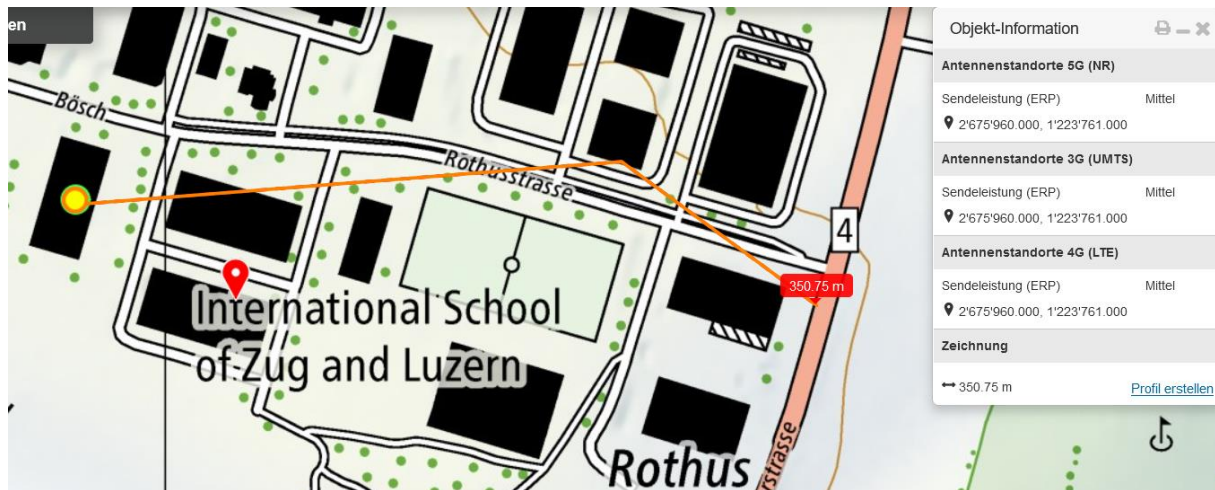 en
Bösch
Rothusstrasse
4
350.75 m
International School
of Zug and Luzern
Rothus
rstrasse
Objekt-Information
Antennenstandorte 5G (NR)
Sendeleistung (ERP) Mittel
2'675'960.000, 1'223'761.000
Antennenstandorte 3G (UMTS)
Sendeleistung (ERP) Mittel
2'675'960.000, 1'223'761.000
Antennenstandorte 4G (LTE)
Sendeleistung (ERP) Mittel
2'675'960.000, 1'223'761.000
Zeichnung
350.75 m Profil erstellen